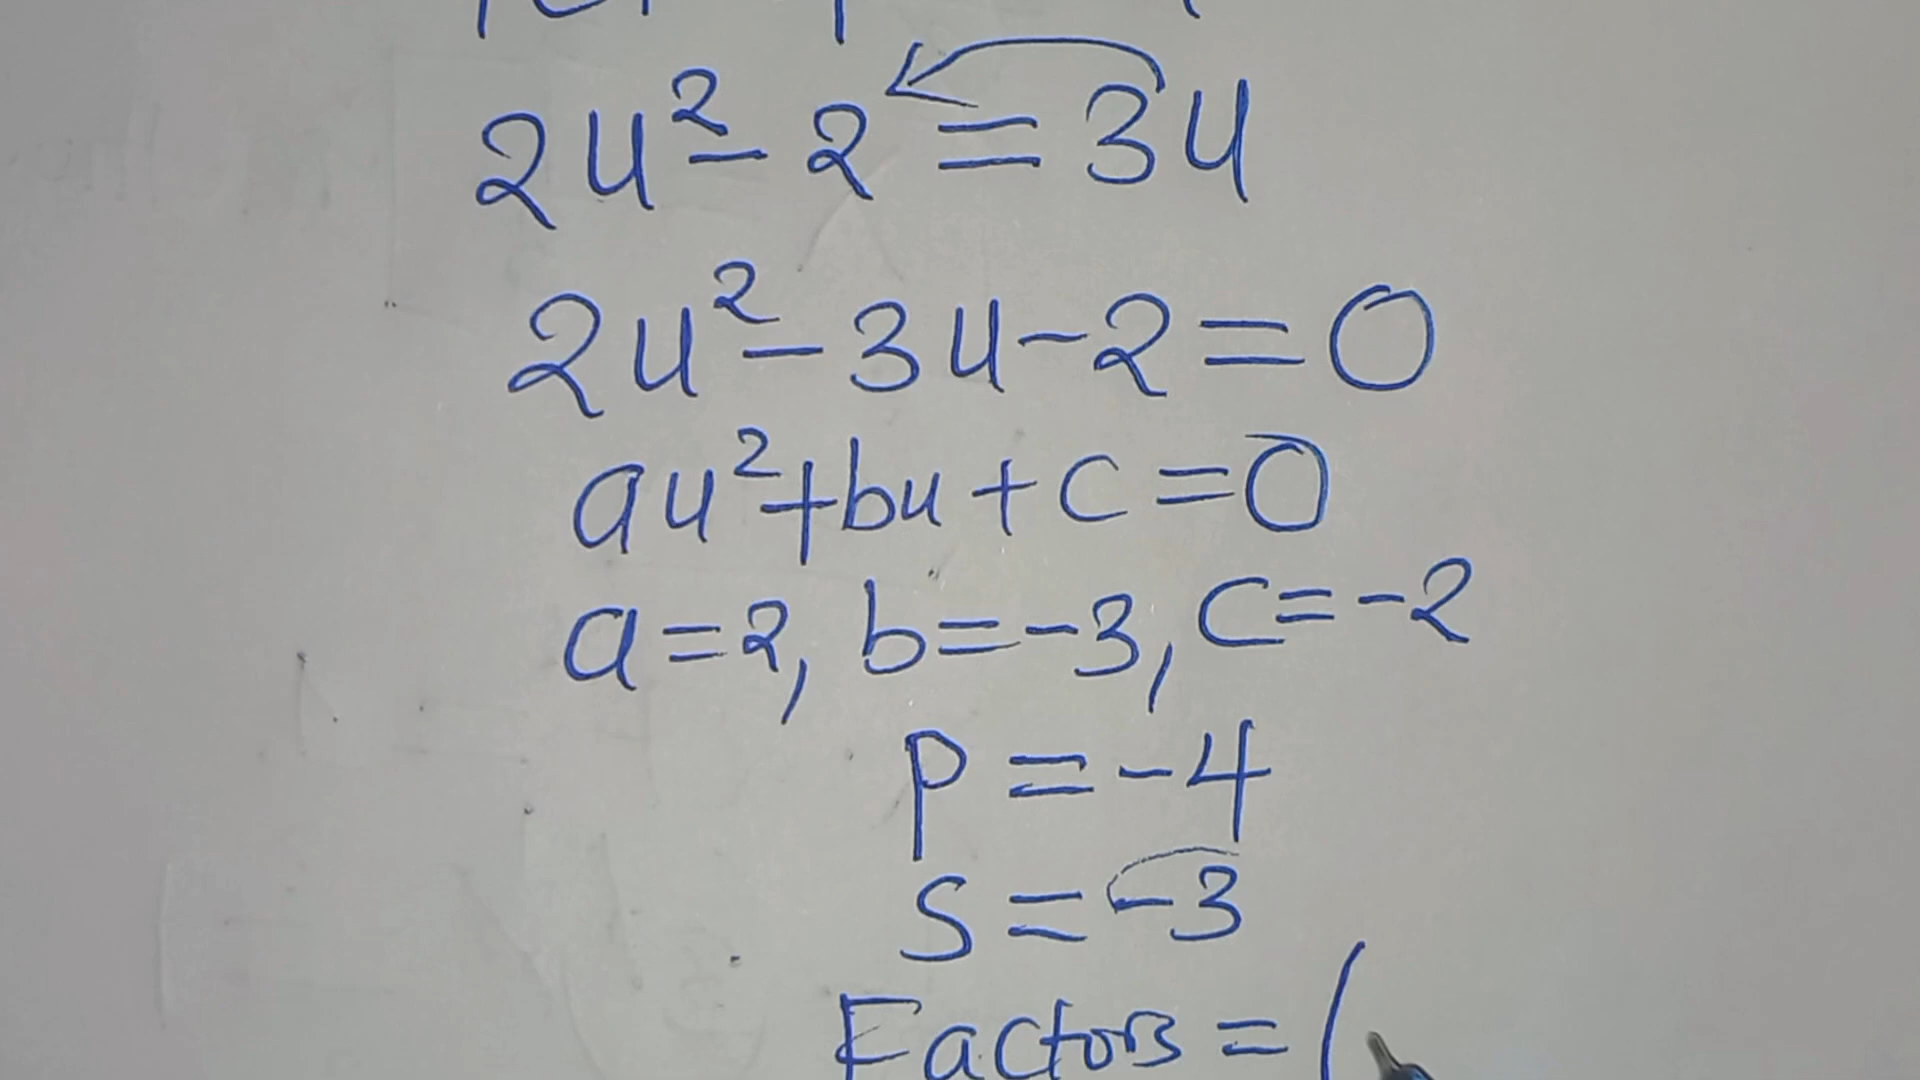 2u² - 2 = 3u
2u² - 3u - 2 = 0
au² + bu + c = 0
a = 2, b = -3, c = -2
P = -4
S = -3
Factors = (